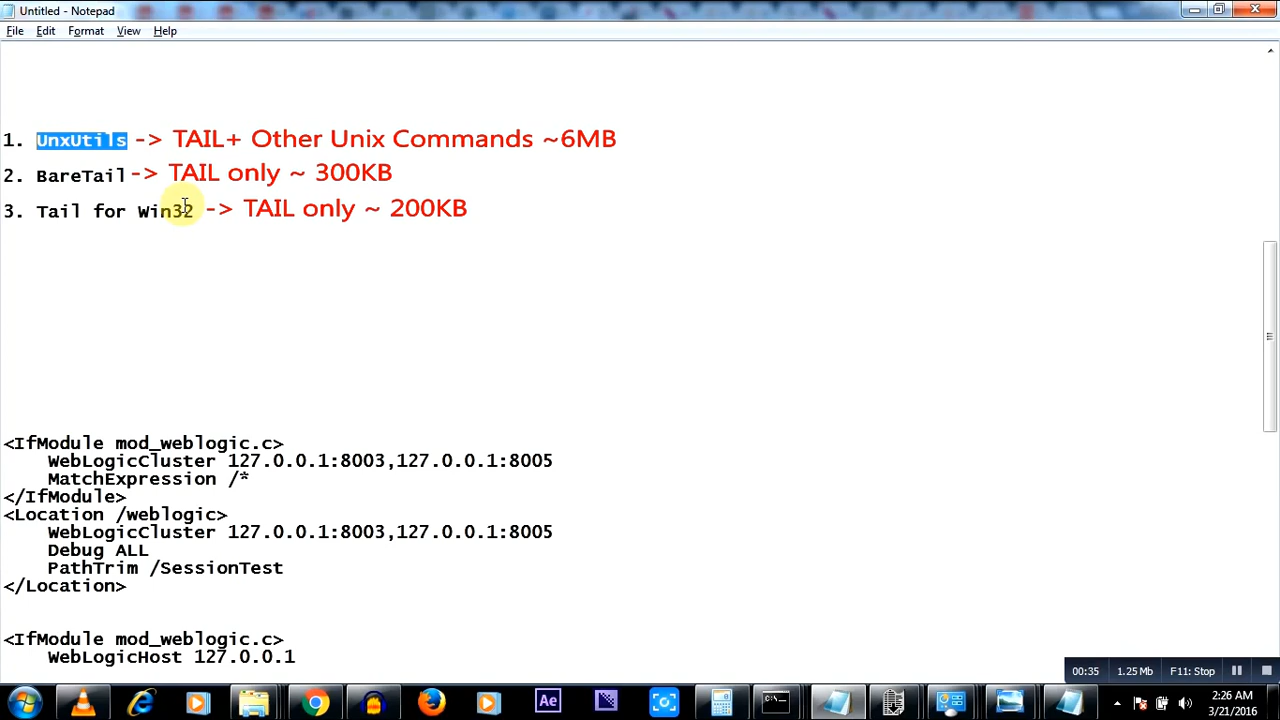 Untitled - Notepad
File Edit Format View Help
1. UnxUtils -> TAIL+ Other Unix Commands ~6MB
2. BareTail -> TAIL only ~ 300KB
3. Tail for Win32 -> TAIL only ~ 200KB
<IfModule mod_weblogic.c>
WebLogicCluster 127.0.0.1:8003,127.0.0.1:8005
MatchExpression /*
</IfModule>
<Location /weblogic>
WebLogicCluster 127.0.0.1:8003,127.0.0.1:8005
Debug ALL
PathTrim /SessionTest
</Location>
<IfModule mod_weblogic.c>
WebLogicHost 127.0.0.1
00:35 1.25 Mb F11: Stop
Ae
C:\.
2:26 AM
3/21/2016